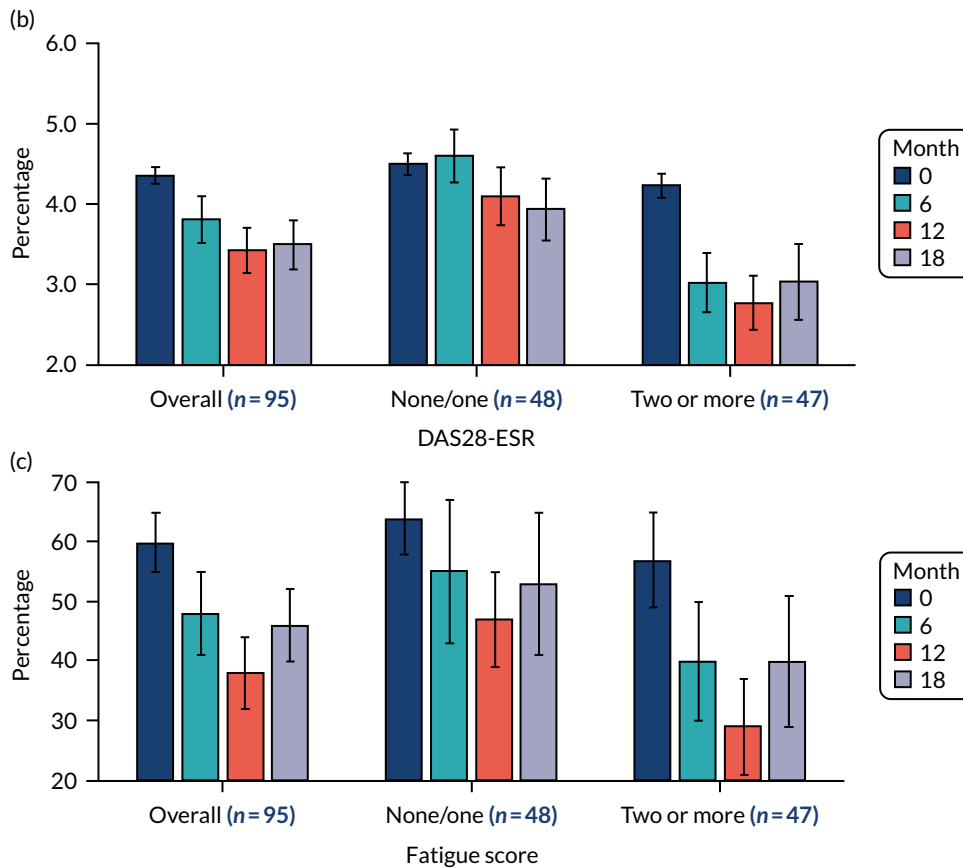 (b)
6.0
5.0
4.0
3.0
2.0
Percentage
Overall (n = 95)
None/one (n = 48)
Two or more (n = 47)
DAS28-ESR
Month
0
6
12
18
(c)
70
60
50
40
30
20
Percentage
Overall (n = 95)
None/one (n = 48)
Two or more (n = 47)
Fatigue score
Month
0
6
12
18